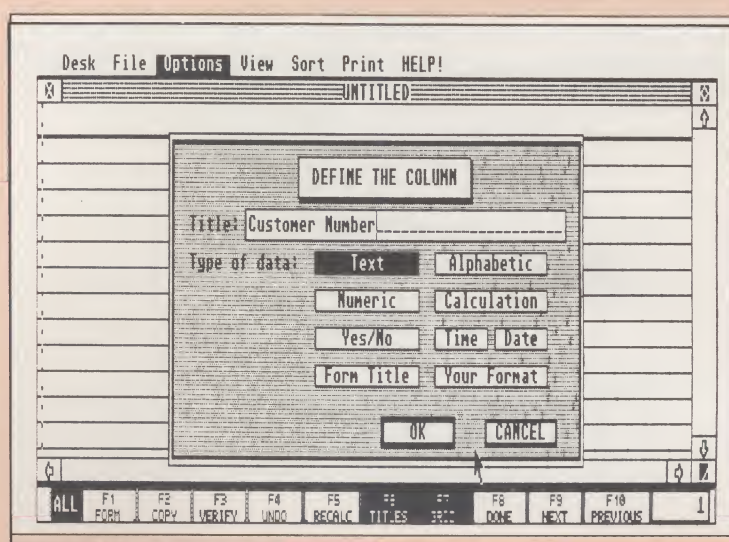 Desk File Options View Sort Print HELP!
UNTITLED
DEFINE THE COLUMN
Title: Customer Number
Type of data: Text Alphabetic
Numeric Calculation
Yes/No Time Date
Form Title Your Format
OK CANCEL
ALL F1 F2 F3 F4 F5 F6 F7 F8 F9 F10 1
FORM COPY VERIFY UNDO RECALC TITLES DONE NEXT PREVIOUS